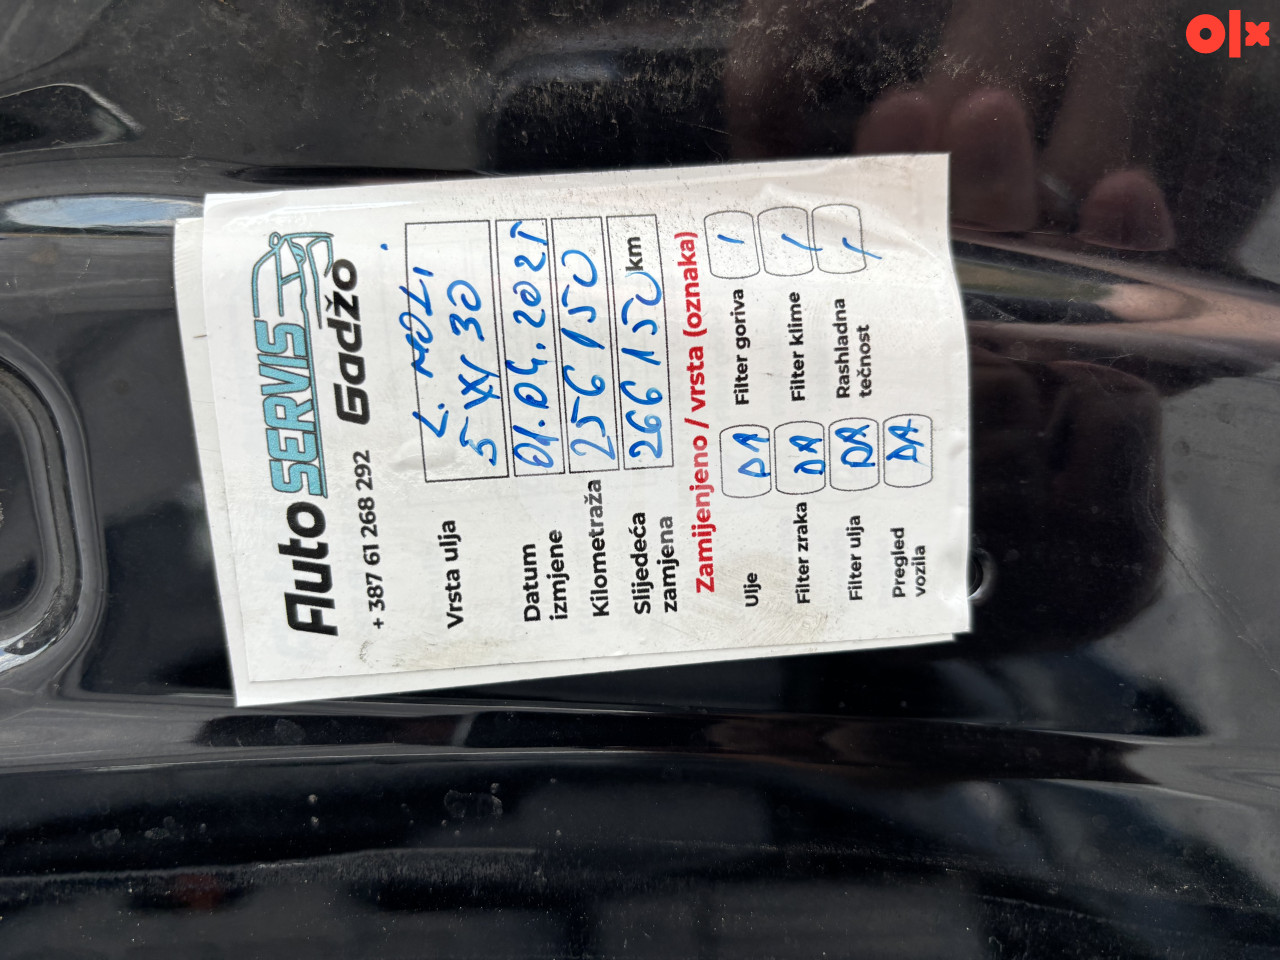 olx
Auto SERVIS
+ 387 61 268 292 Gadžo
Vrsta ulja L. MOLI
5W30
Datum izmjene 01.04.2025
Kilometraža 256150
Slijedeća zamjena 266150 km
Zamijenjeno / vrsta (oznaka)
Ulje DA Filter goriva /
Filter zraka DA Filter klime /
Filter ulja DA Rashladna tečnost /
Pregled vozila DA